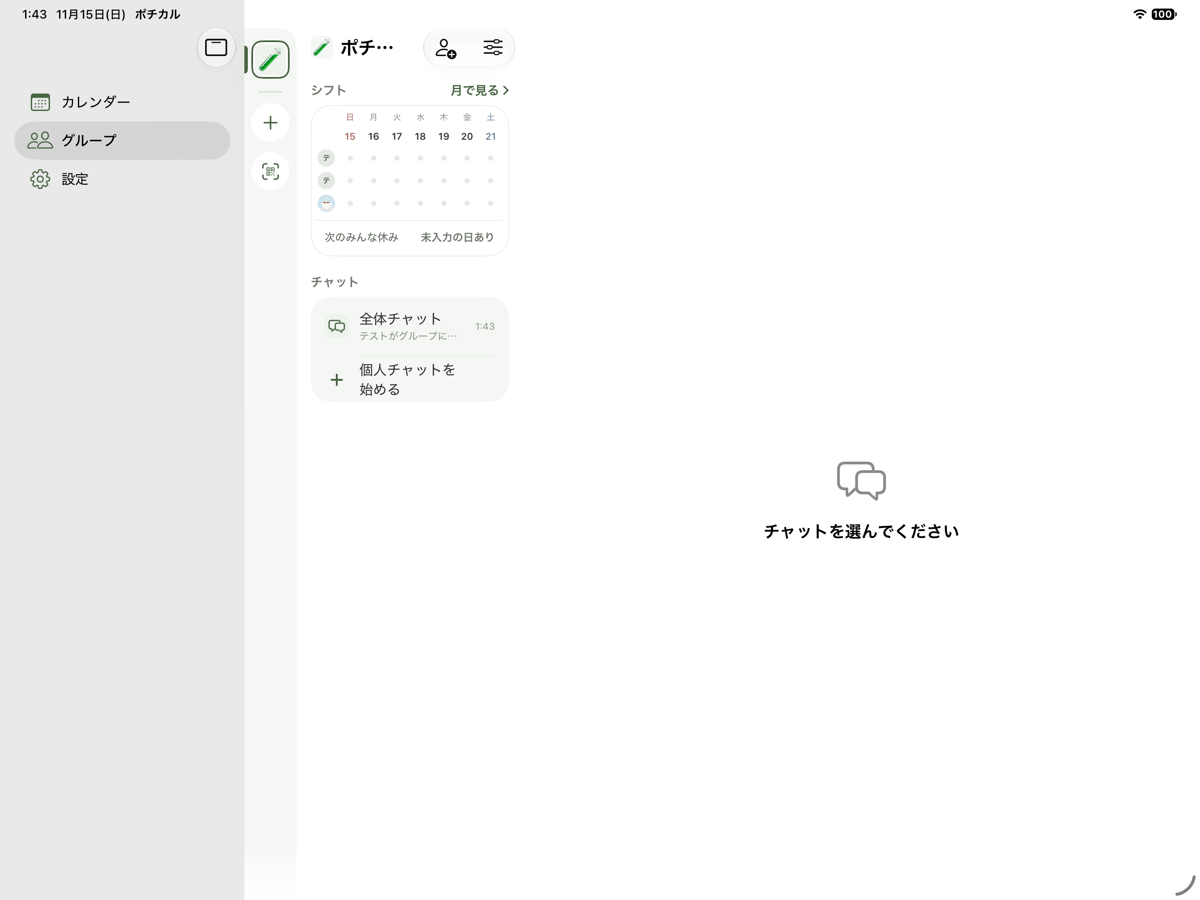 1:43 11月15日(日) ポチカル
100
カレンダー
グループ
設定
ポチ…
シフト
月で見る
日 月 火 水 木 金 土
15 16 17 18 19 20 21
テ
テ
次のみんな休み 未入力の日あり
チャット
全体チャット
テストがグループに… 1:43
個人チャットを
始める
チャットを選んでください